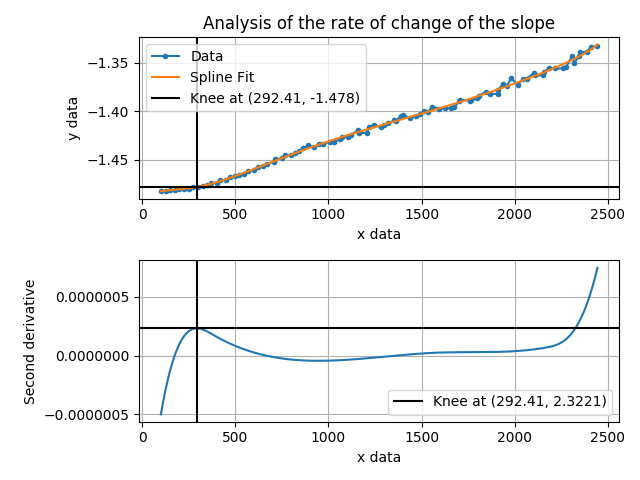 Analysis of the rate of change of the slope
y data
−1.35
−1.40
−1.45
Data
Spline Fit
Knee at (292.41, -1.478)
0 500 1000 1500 2000 2500
x data
Second derivative
0.0000005
0.0000000
−0.0000005
Knee at (292.41, 2.3221)
0 500 1000 1500 2000 2500
x data